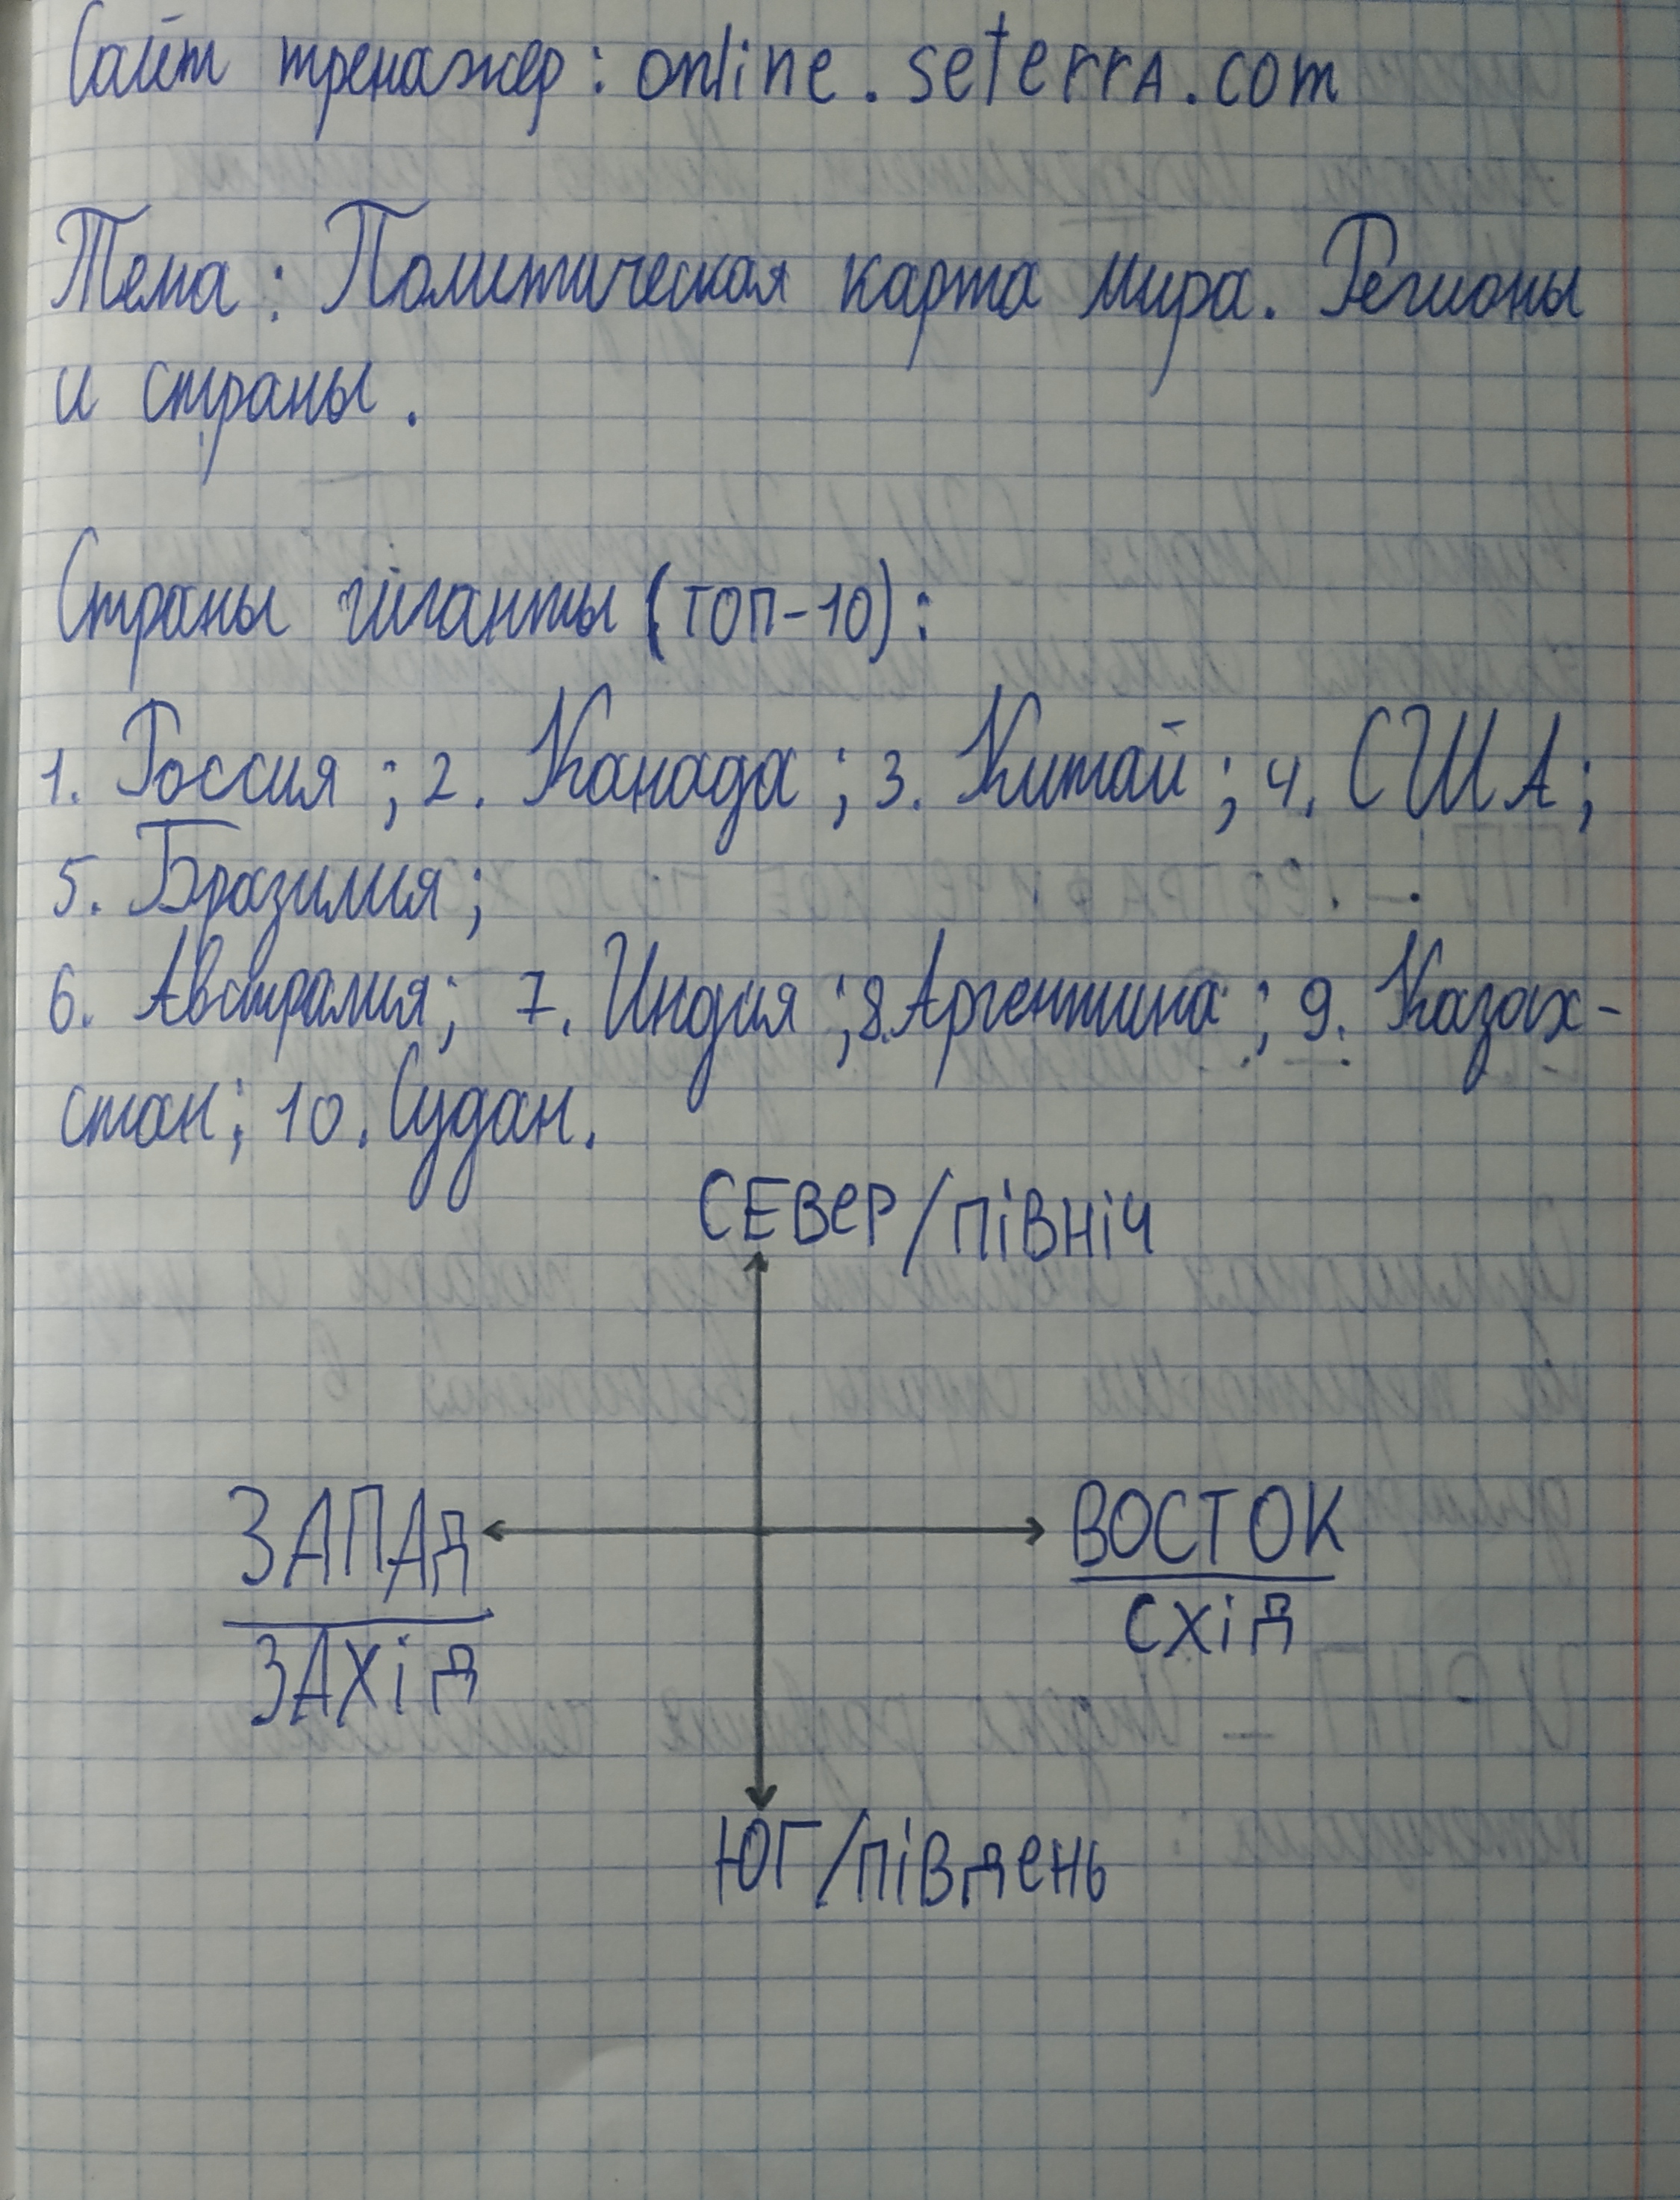 Сайт тренажер: online.seterra.com
Тема: Политическая карта мира. Регионы
и страны.
Страны гиганты (ТОП-10):
1. Россия; 2. Канада; 3. Китай; 4. США;
5. Бразилия;
6. Австралия; 7. Индия; 8. Аргентина; 9. Казах-
стан; 10. Судан.
СЕВЕР/ПІВНІЧ
ЗАПАД
ЗАХІД
ВОСТОК
СХІД
ЮГ/ПІВДЕНЬ